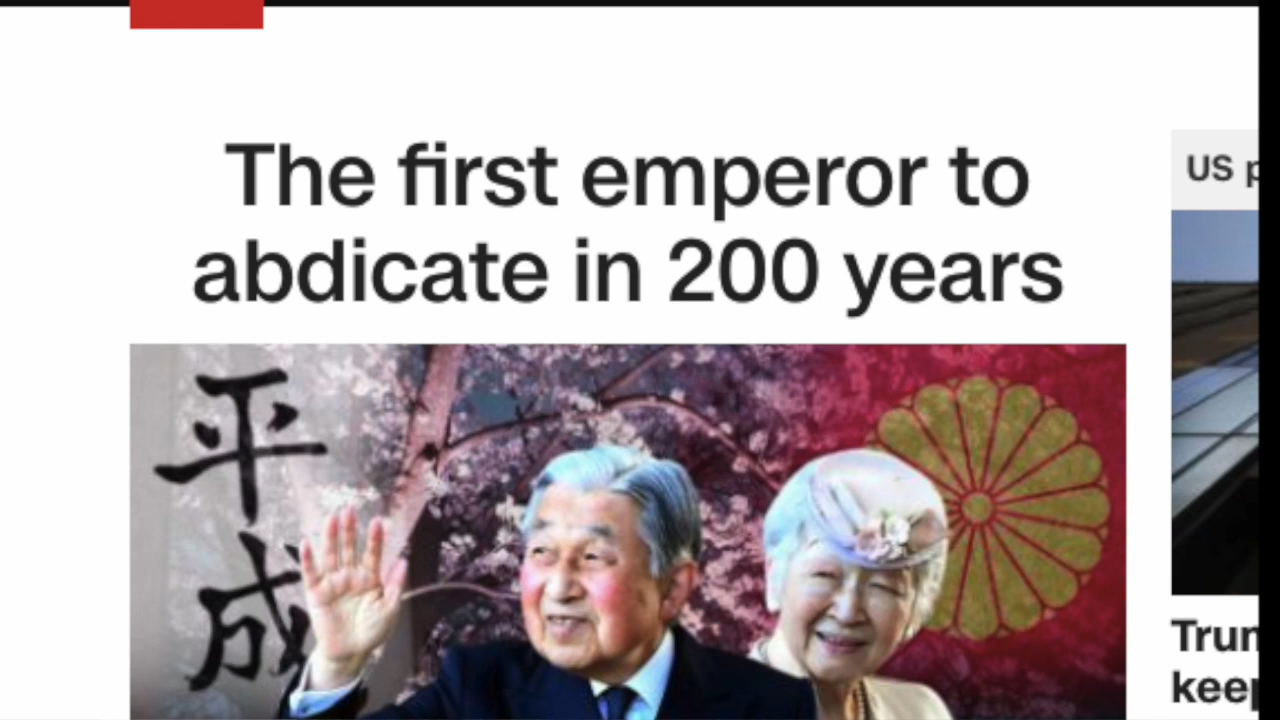 The first emperor to
abdicate in 200 years
平成
US